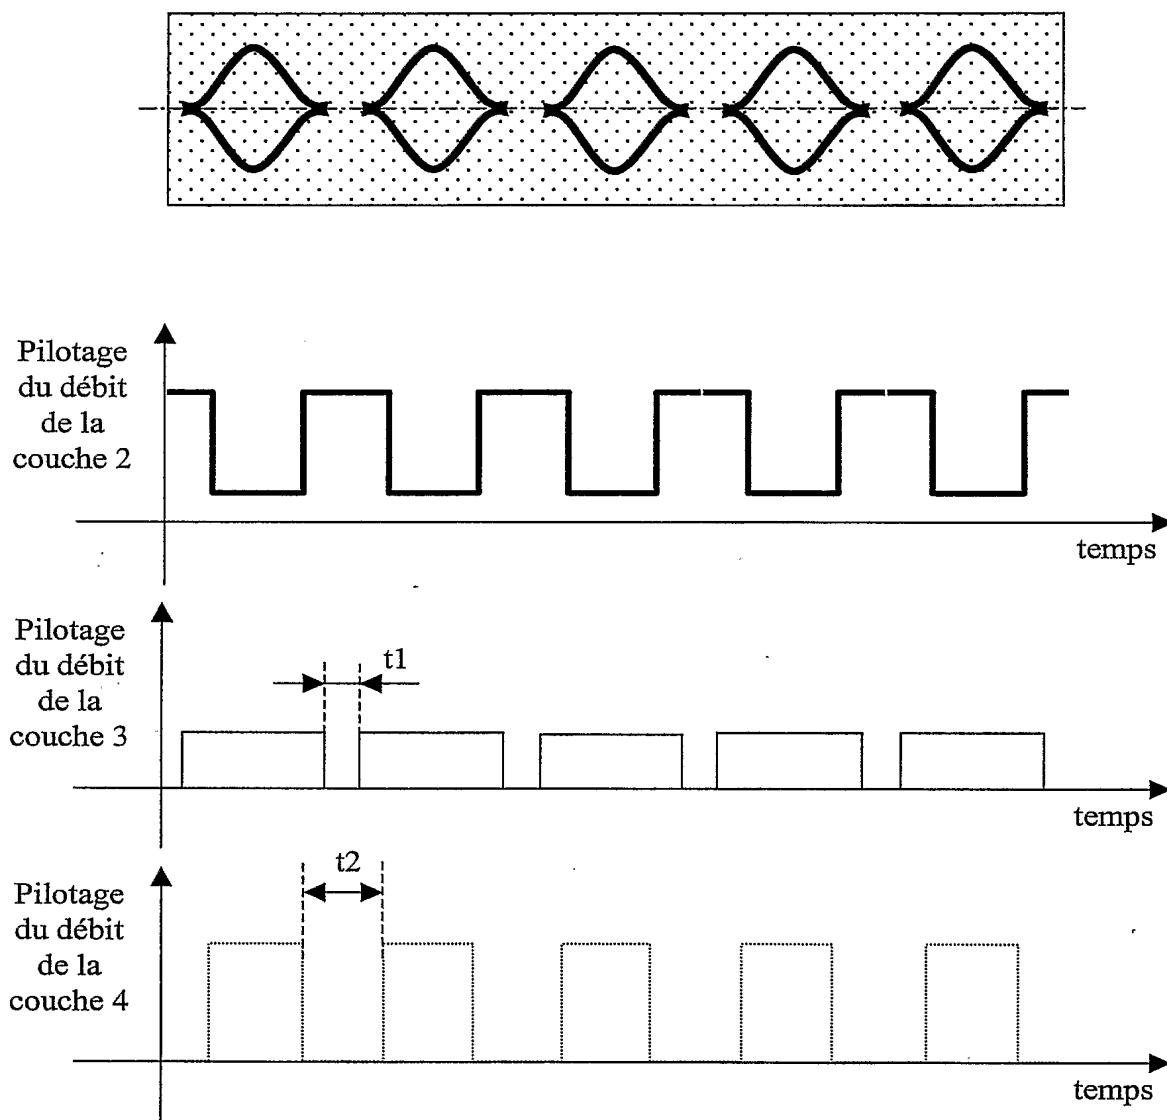 Pilotage
du débit
de la
couche 2
temps
Pilotage
du débit
de la
couche 3
t1
temps
Pilotage
du débit
de la
couche 4
t2
temps